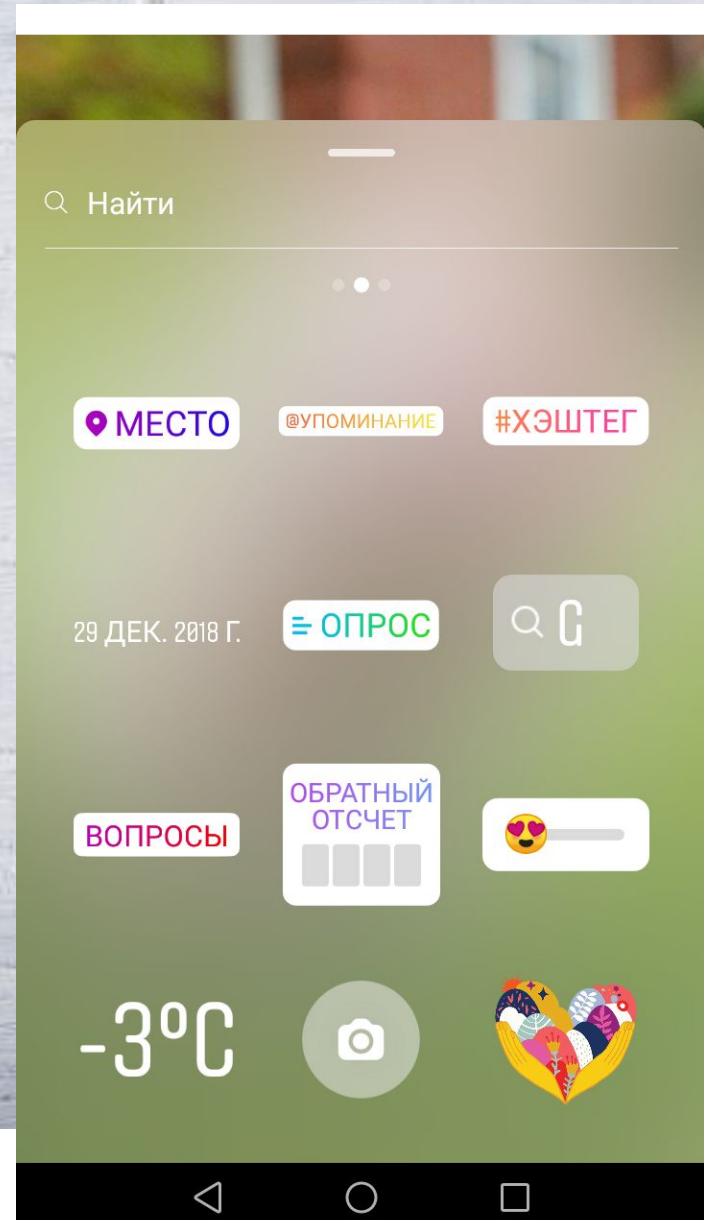 Найти
МЕСТО
@УПОМИНАНИЕ
#ХЭШТЕГ
29 ДЕК. 2018 Г.
ОПРОС
G
ВОПРОСЫ
ОБРАТНЫЙ
ОТСЧЕТ
-3°C